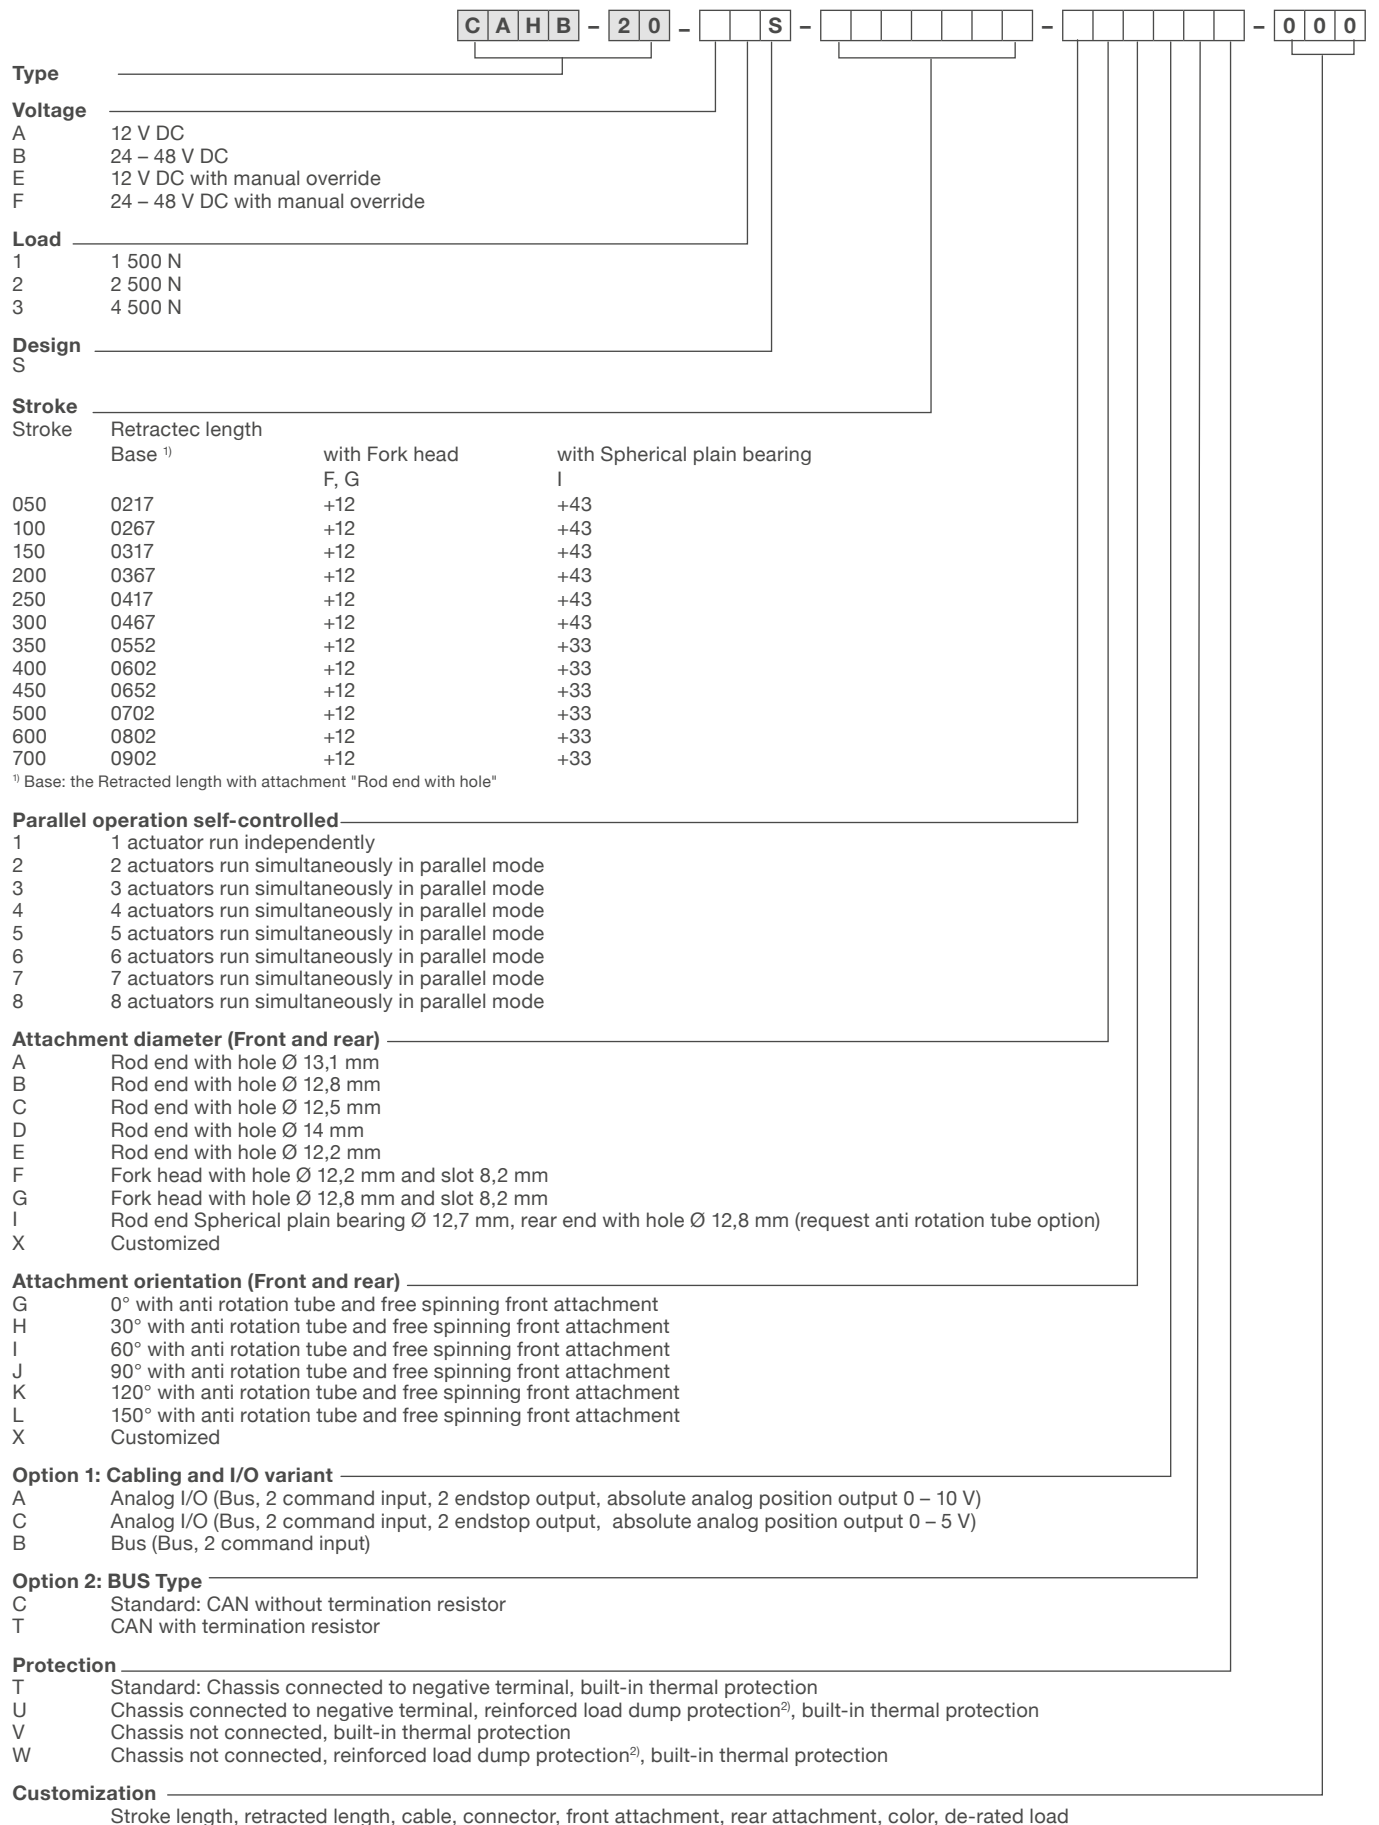 C A H B – 2 0 – S – – – 0 0 0
Type
Voltage
A 12 V DC
B 24 – 48 V DC
E 12 V DC with manual override
F 24 – 48 V DC with manual override
Load
1 1 500 N
2 2 500 N
3 4 500 N
Design
S
Stroke
Stroke Retractec length
Base 1) with Fork head with Spherical plain bearing
F, G I
050 0217 +12 +43
100 0267 +12 +43
150 0317 +12 +43
200 0367 +12 +43
250 0417 +12 +43
300 0467 +12 +43
350 0552 +12 +33
400 0602 +12 +33
450 0652 +12 +33
500 0702 +12 +33
600 0802 +12 +33
700 0902 +12 +33
1) Base: the Retracted length with attachment "Rod end with hole"
Parallel operation self-controlled
1 1 actuator run independently
2 2 actuators run simultaneously in parallel mode
3 3 actuators run simultaneously in parallel mode
4 4 actuators run simultaneously in parallel mode
5 5 actuators run simultaneously in parallel mode
6 6 actuators run simultaneously in parallel mode
7 7 actuators run simultaneously in parallel mode
8 8 actuators run simultaneously in parallel mode
Attachment diameter (Front and rear)
A Rod end with hole Ø 13,1 mm
B Rod end with hole Ø 12,8 mm
C Rod end with hole Ø 12,5 mm
D Rod end with hole Ø 14 mm
E Rod end with hole Ø 12,2 mm
F Fork head with hole Ø 12,2 mm and slot 8,2 mm
G Fork head with hole Ø 12,8 mm and slot 8,2 mm
I Rod end Spherical plain bearing Ø 12,7 mm, rear end with hole Ø 12,8 mm (request anti rotation tube option)
X Customized
Attachment orientation (Front and rear)
G 0° with anti rotation tube and free spinning front attachment
H 30° with anti rotation tube and free spinning front attachment
I 60° with anti rotation tube and free spinning front attachment
J 90° with anti rotation tube and free spinning front attachment
K 120° with anti rotation tube and free spinning front attachment
L 150° with anti rotation tube and free spinning front attachment
X Customized
Option 1: Cabling and I/O variant
A Analog I/O (Bus, 2 command input, 2 endstop output, absolute analog position output 0 – 10 V)
C Analog I/O (Bus, 2 command input, 2 endstop output, absolute analog position output 0 – 5 V)
B Bus (Bus, 2 command input)
Option 2: BUS Type
C Standard: CAN without termination resistor
T CAN with termination resistor
Protection
T Standard: Chassis connected to negative terminal, built-in thermal protection
U Chassis connected to negative terminal, reinforced load dump protection2), built-in thermal protection
V Chassis not connected, built-in thermal protection
W Chassis not connected, reinforced load dump protection2), built-in thermal protection
Customization
Stroke length, retracted length, cable, connector, front attachment, rear attachment, color, de-rated load